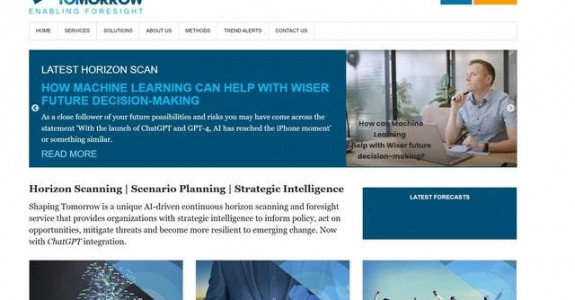 TOMORROW
ENABLING FORESIGHT
HOME SERVICES SOLUTIONS ABOUT US METHODS TREND ALERTS CONTACT US
LATEST HORIZON SCAN
HOW MACHINE LEARNING CAN HELP WITH WISER
FUTURE DECISION-MAKING
As a close follower of your future possibilities and risks you may have come across the
statement 'With the launch of ChatGPT and GPT-4, AI has reached the iPhone moment'
or something similar.
READ MORE
How can Machine
Learning
help with Wiser future
decision-making?
Horizon Scanning | Scenario Planning | Strategic Intelligence
Shaping Tomorrow is a unique AI-driven continuous horizon scanning and foresight
service that provides organizations with strategic intelligence to inform policy, act on
opportunities, mitigate threats and become more resilient to emerging change. Now
with ChatGPT integration.
LATEST FORECASTS